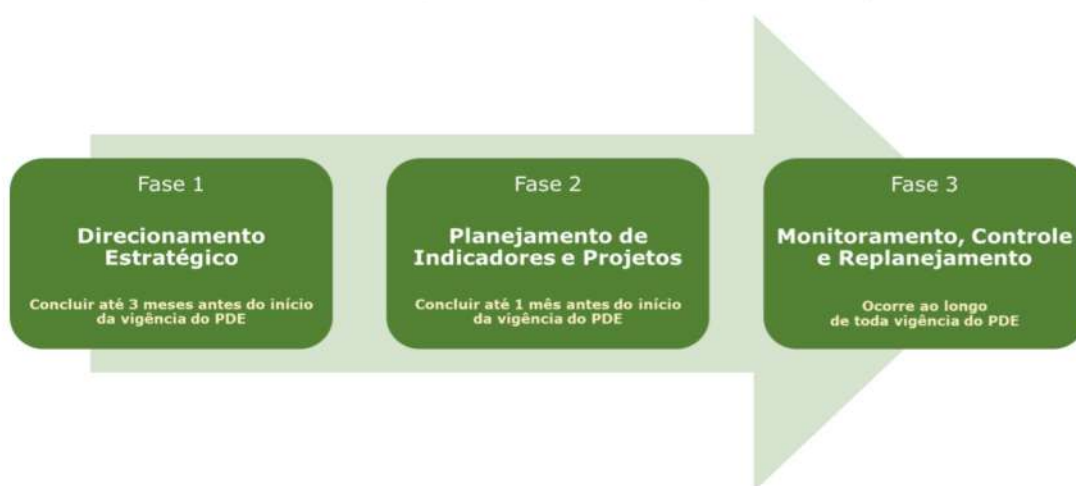 Fase 1
Direcionamento
Estratégico
Concluir até 3 meses antes do início
da vigência do PDE
Fase 2
Planejamento de
Indicadores e Projetos
Concluir até 1 mês antes do início
da vigência do PDE
Fase 3
Monitoramento, Controle
e Replanejamento
Ocorre ao longo
de toda vigência do PDE